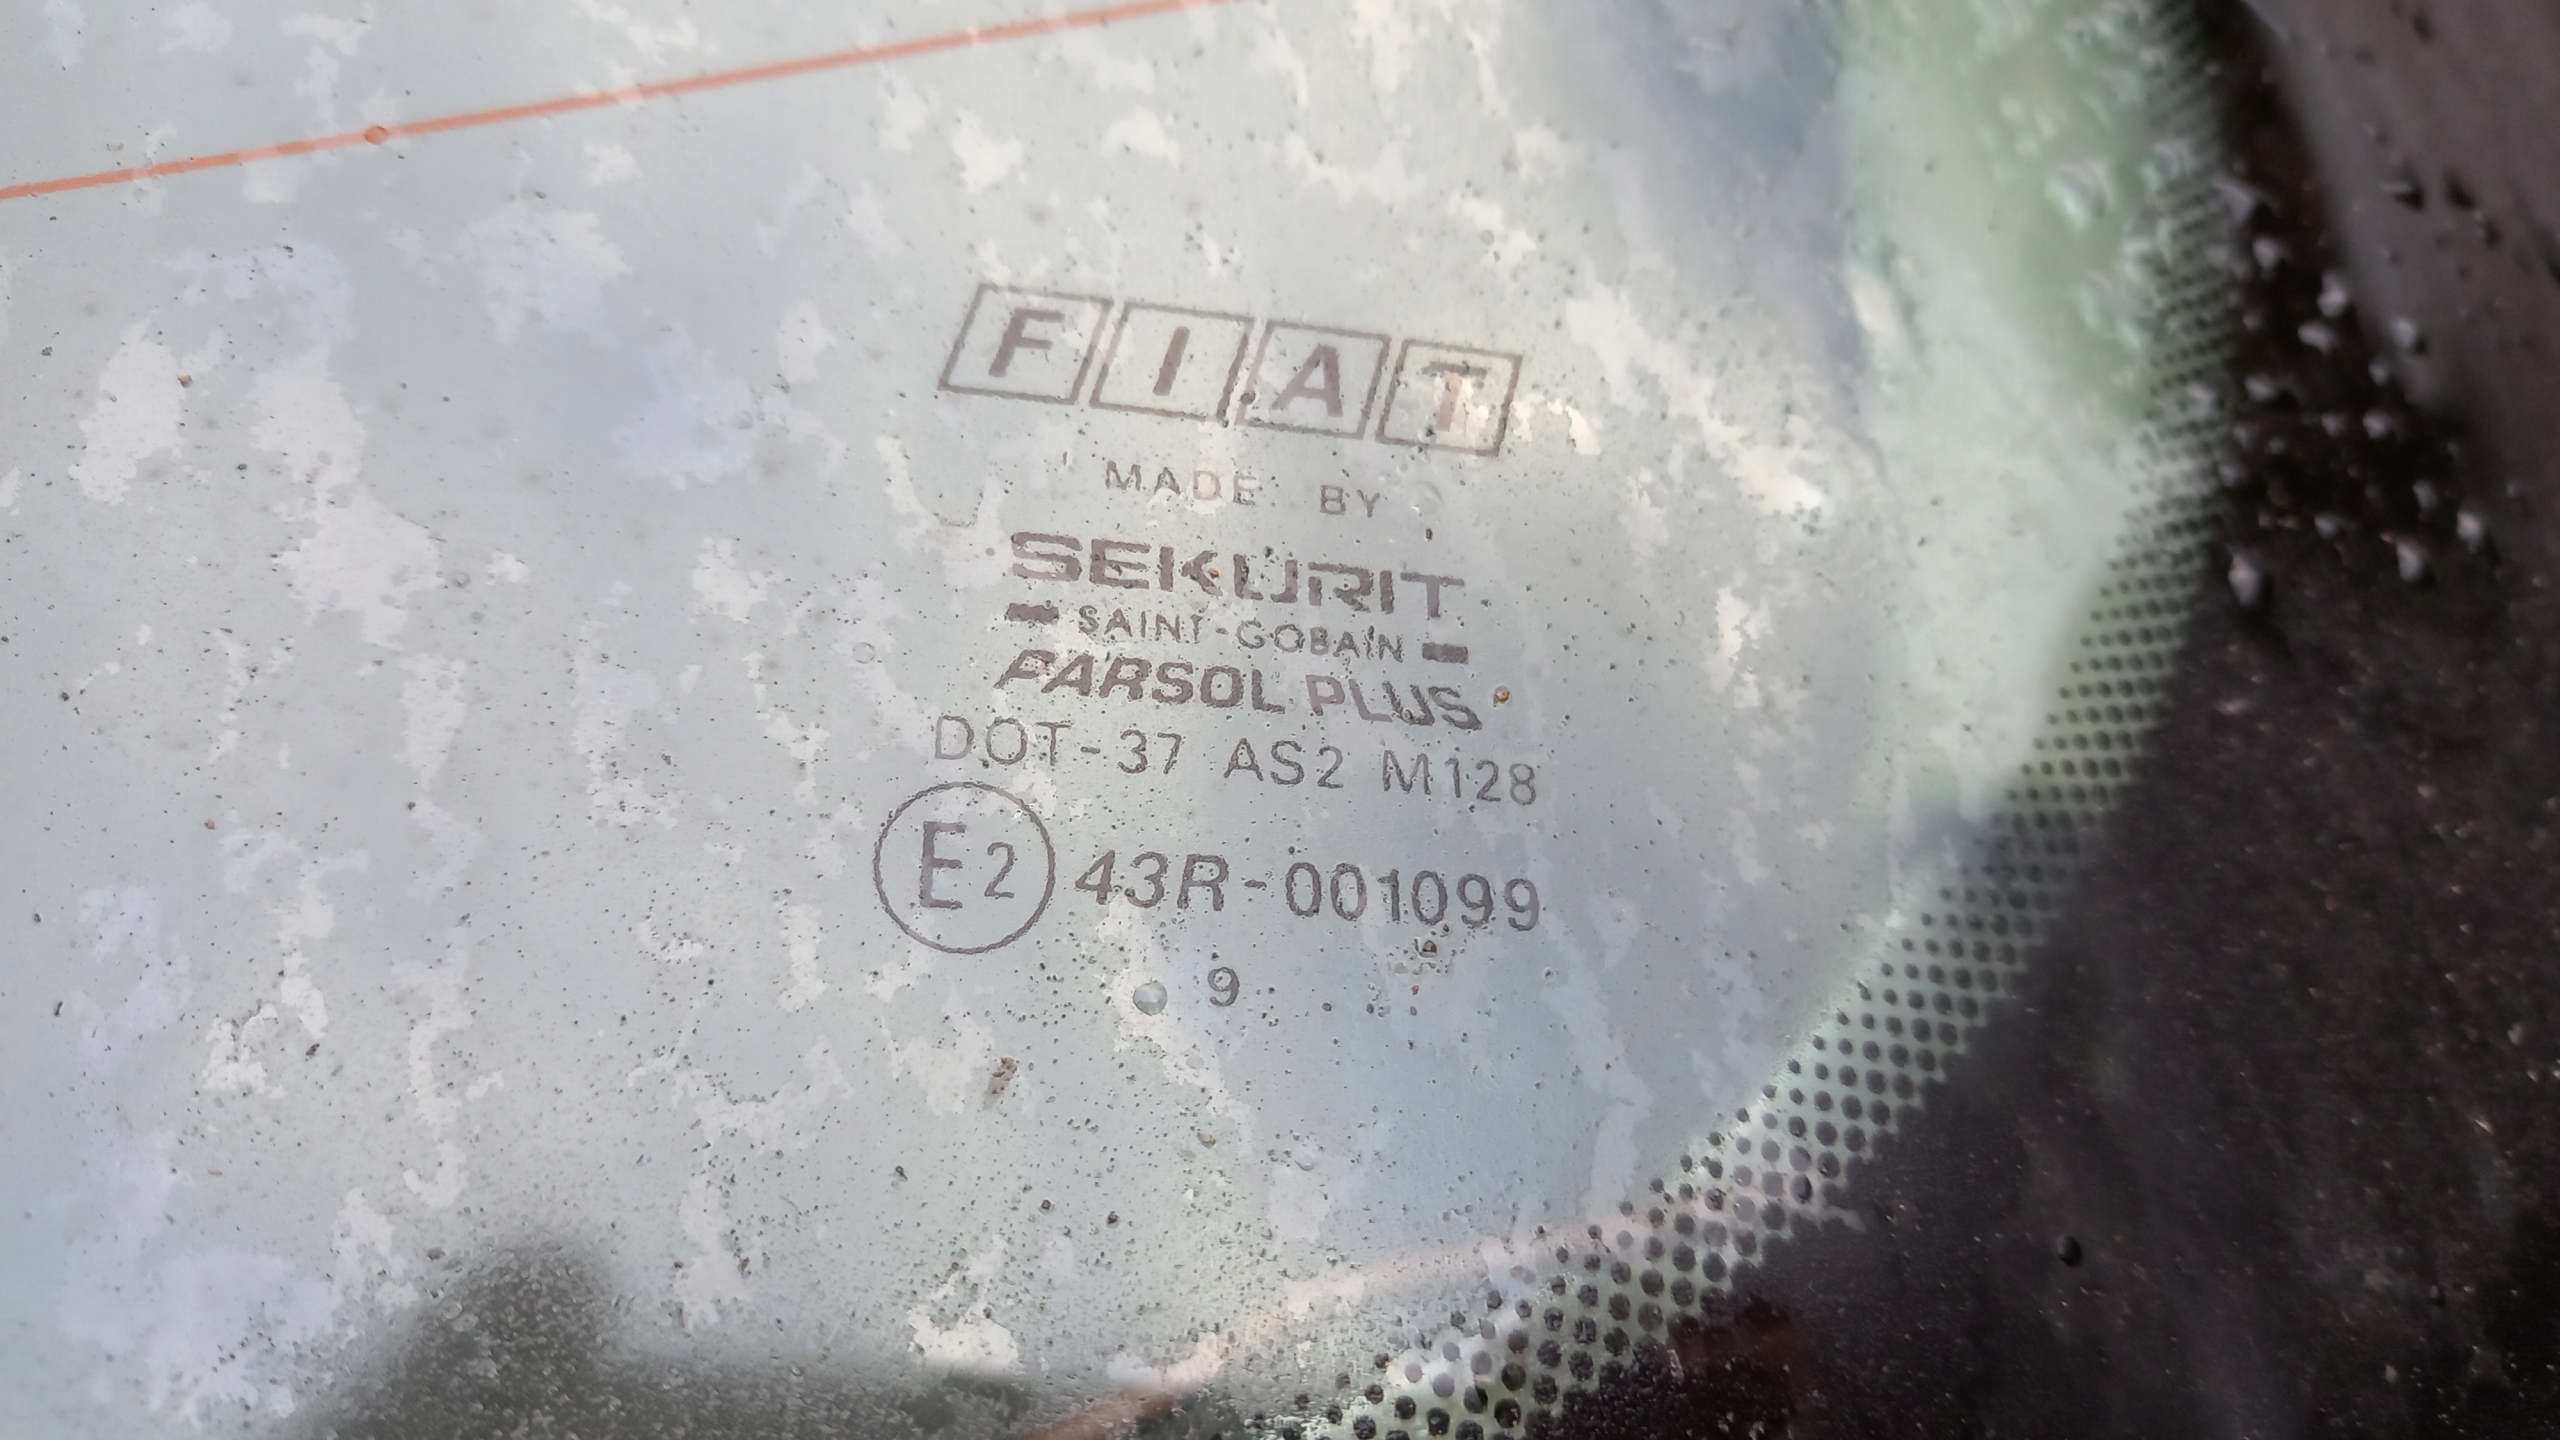 FIAT
MADE BY
SEKURIT
SAINT-GOBAIN
PARSOL PLUS
DOT-37 AS2 M128
E2 43R-001099
9